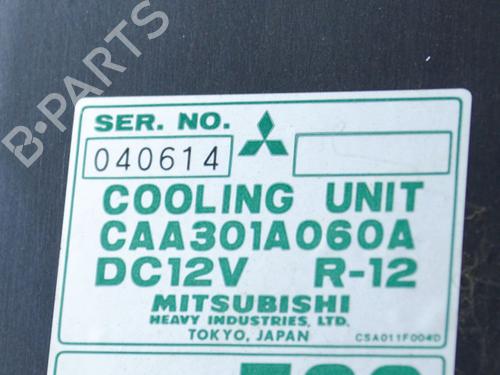 B-PARTS
SER. NO.
040614
COOLING UNIT
CAA301A060A
DC12V R-12
MITSUBISHI
HEAVY INDUSTRIES, LTD.
TOKYO, JAPAN
CSA011F004D